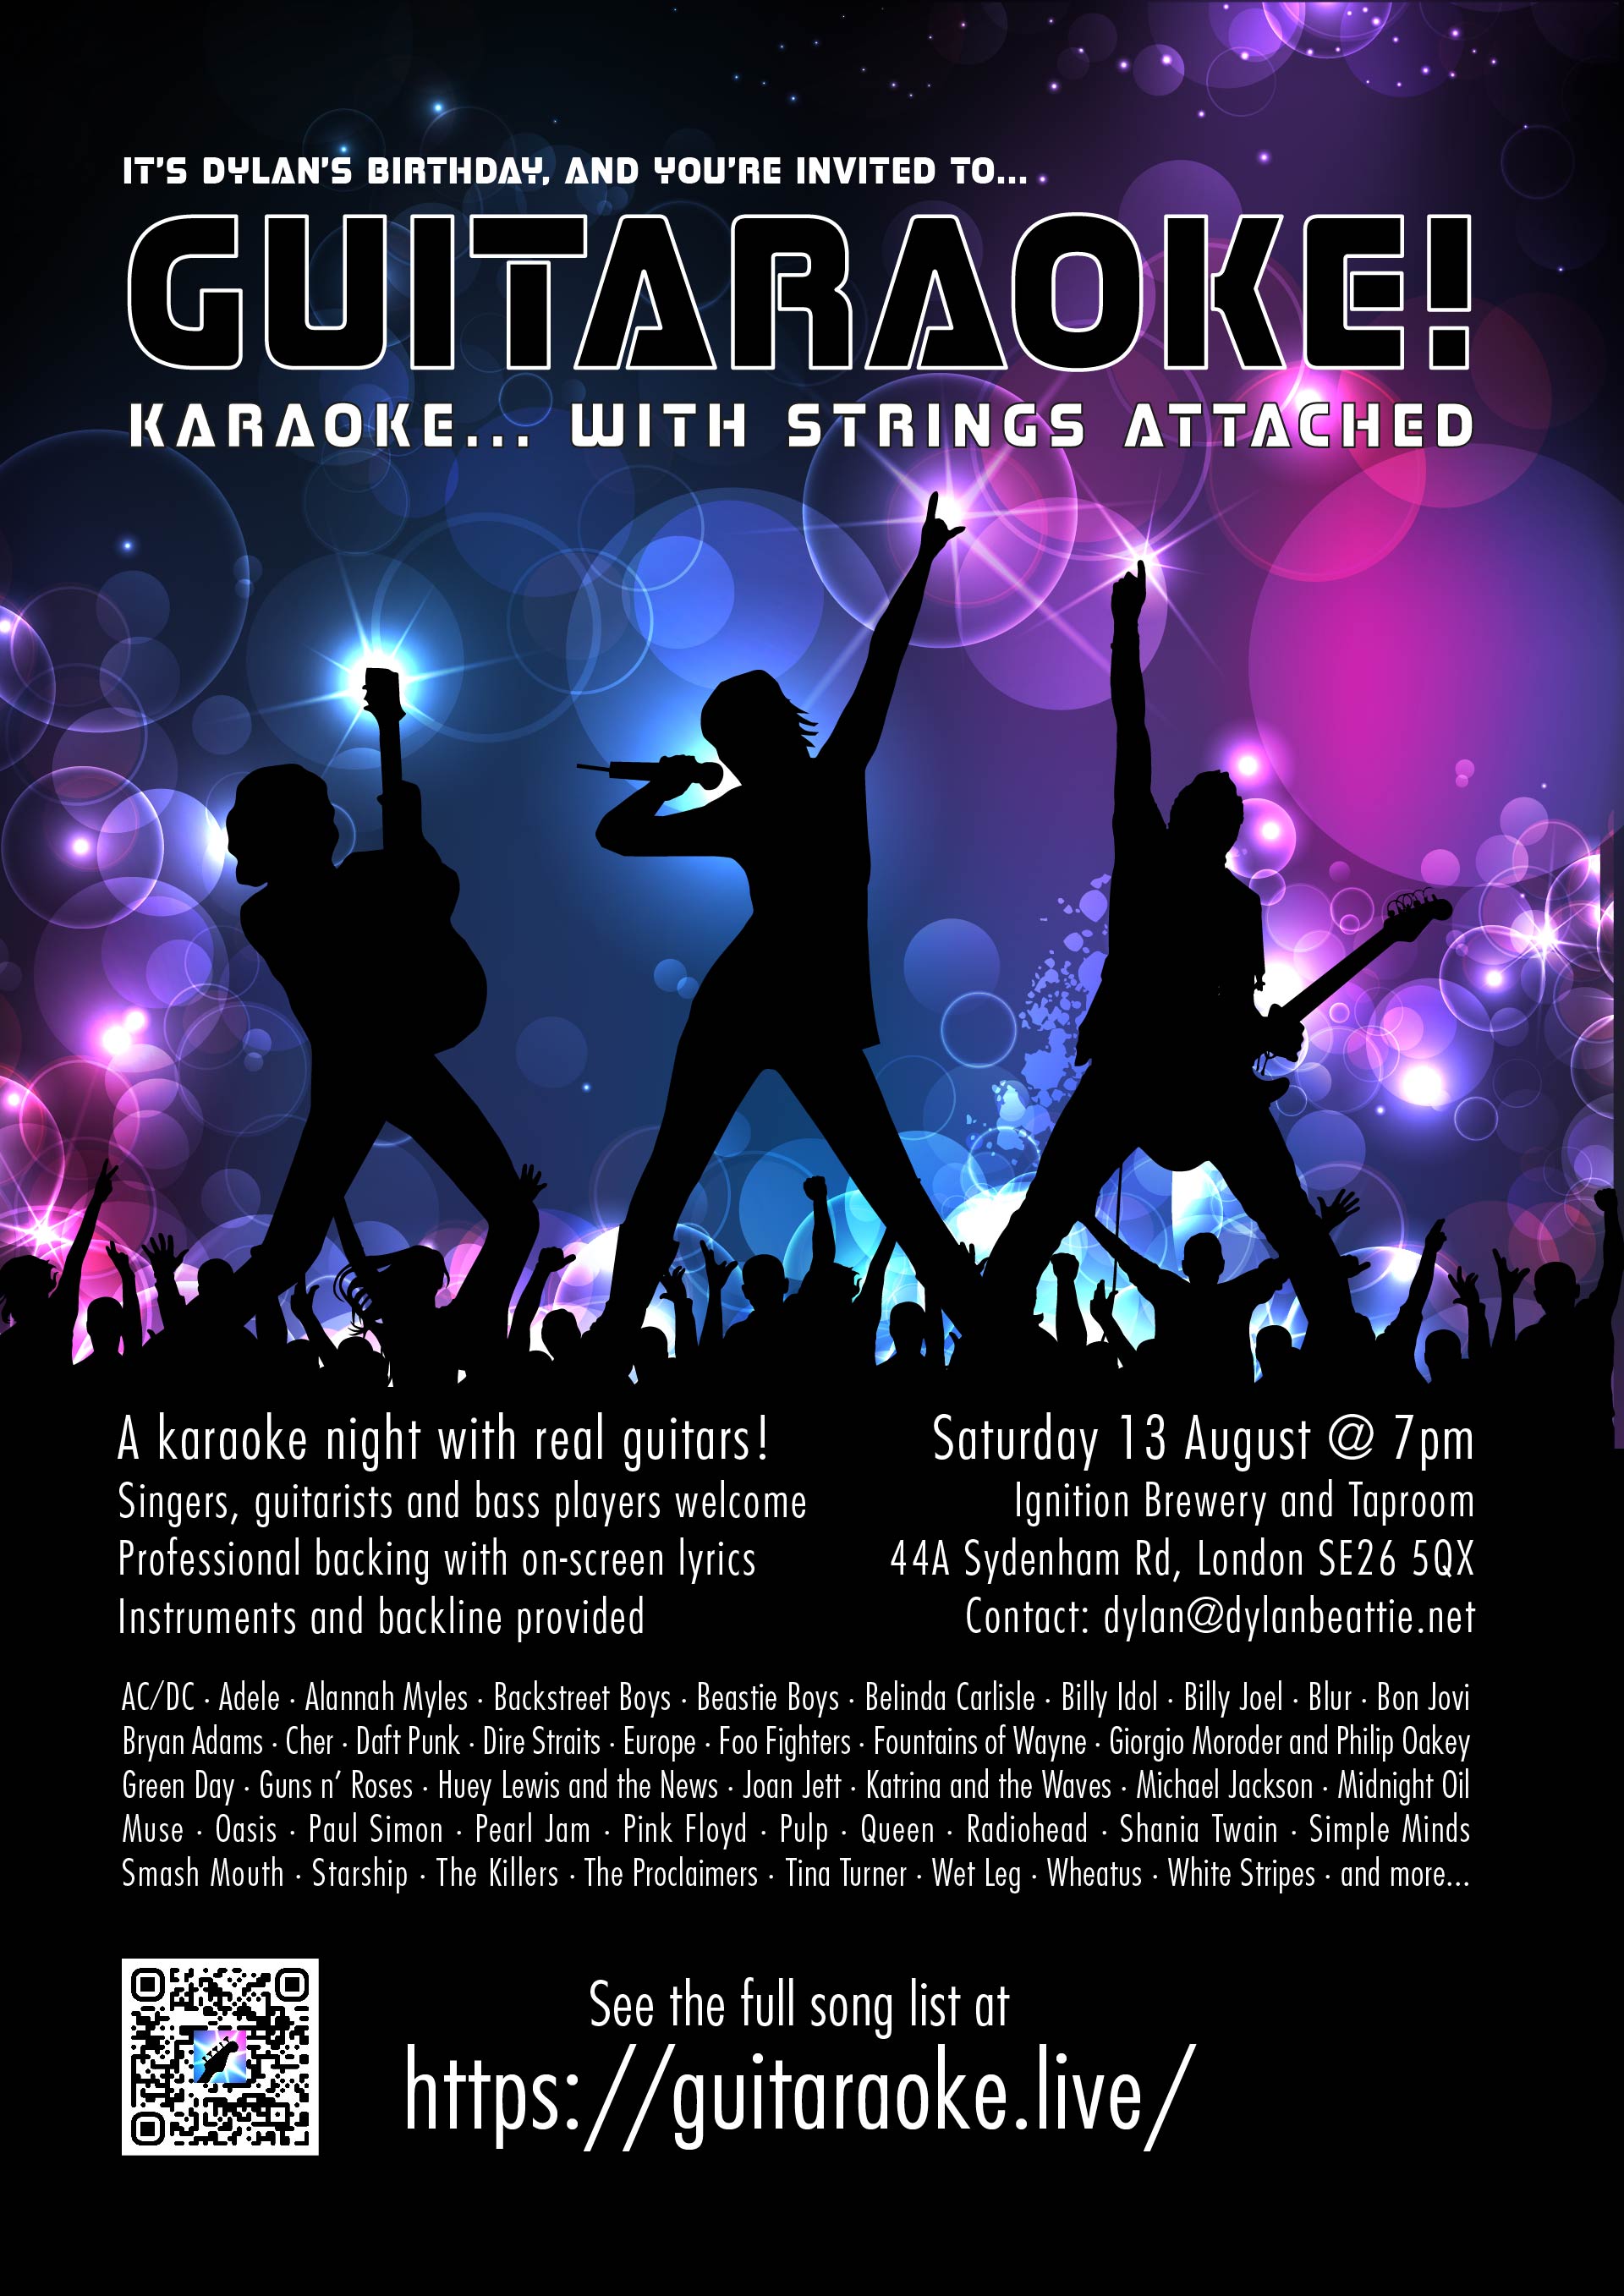 IT'S DYLAN'S BIRTHDAY, AND YOU'RE INVITED TO...
GUITARAOKE!
KARAOKE... WITH STRINGS ATTACHED
A karaoke night with real guitars!
Singers, guitarists and bass players welcome
Professional backing with on-screen lyrics
Instruments and backline provided
Saturday 13 August @ 7pm
Ignition Brewery and Taproom
44A Sydenham Rd, London SE26 5QX
Contact: dylan@dylanbeattie.net
AC/DC · Adele · Alannah Myles · Backstreet Boys · Beastie Boys · Belinda Carlisle · Billy Idol · Billy Joel · Blur · Bon Jovi
Bryan Adams · Cher · Daft Punk · Dire Straits · Europe · Foo Fighters · Fountains of Wayne · Giorgio Moroder and Philip Oakey
Green Day · Guns n' Roses · Huey Lewis and the News · Joan Jett · Katrina and the Waves · Michael Jackson · Midnight Oil
Muse · Oasis · Paul Simon · Pearl Jam · Pink Floyd · Pulp · Queen · Radiohead · Shania Twain · Simple Minds
Smash Mouth · Starship · The Killers · The Proclaimers · Tina Turner · Wet Leg · Wheatus · White Stripes · and more...
See the full song list at
https://guitaraoke.live/